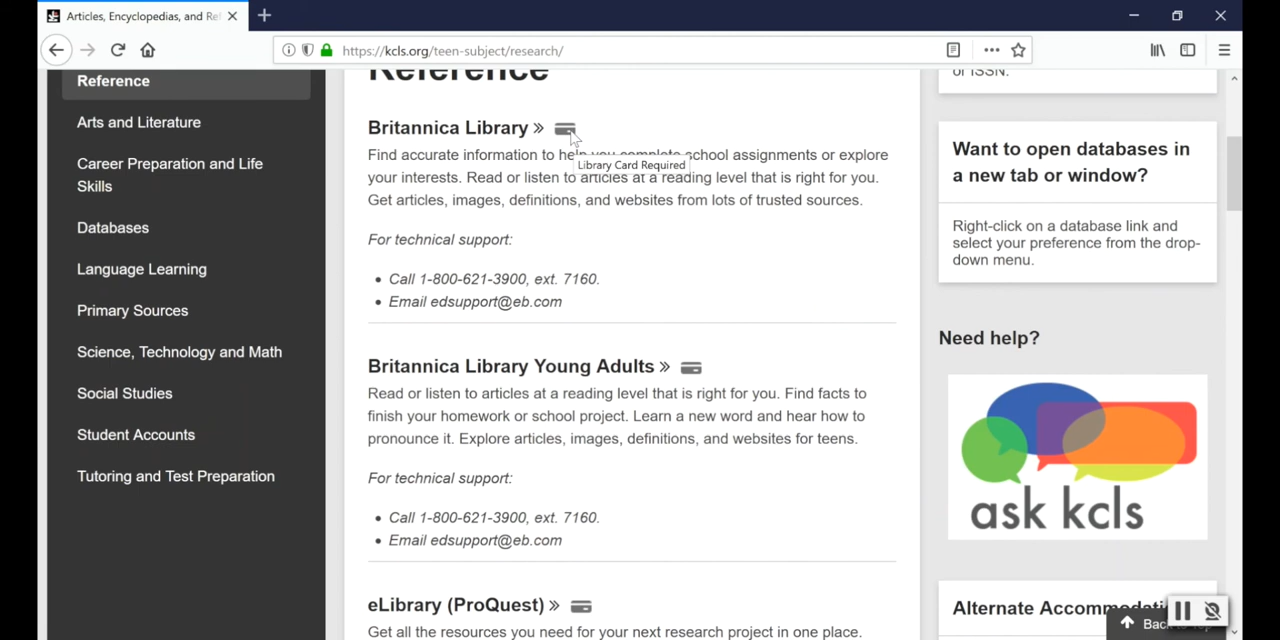 Articles, Encyclopedias, and Ref
https://kcls.org/teen-subject/research/
Reference
Arts and Literature
Career Preparation and Life
Skills
Databases
Language Learning
Primary Sources
Science, Technology and Math
Social Studies
Student Accounts
Tutoring and Test Preparation
Reference
Britannica Library »
Library Card Required
Find accurate information to help you complete school assignments or explore
your interests. Read or listen to articles at a reading level that is right for you.
Get articles, images, definitions, and websites from lots of trusted sources.
For technical support:
• Call 1-800-621-3900, ext. 7160.
• Email edsupport@eb.com
Britannica Library Young Adults »
Read or listen to articles at a reading level that is right for you. Find facts to
finish your homework or school project. Learn a new word and hear how to
pronounce it. Explore articles, images, definitions, and websites for teens.
For technical support:
• Call 1-800-621-3900, ext. 7160.
• Email edsupport@eb.com
eLibrary (ProQuest) »
Get all the resources you need for your next research project in one place.
or ISSN.
Want to open databases in
a new tab or window?
Right-click on a database link and
select your preference from the drop-
down menu.
Need help?
ask kcls
Alternate Accommodati
Back